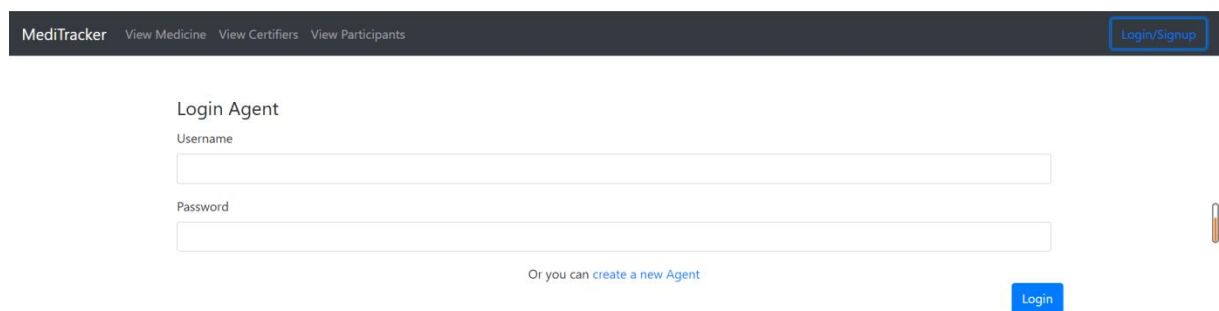 MediTracker View Medicine View Certifiers View Participants Login/Signup
Login Agent
Username
Password
Or you can create a new Agent
Login